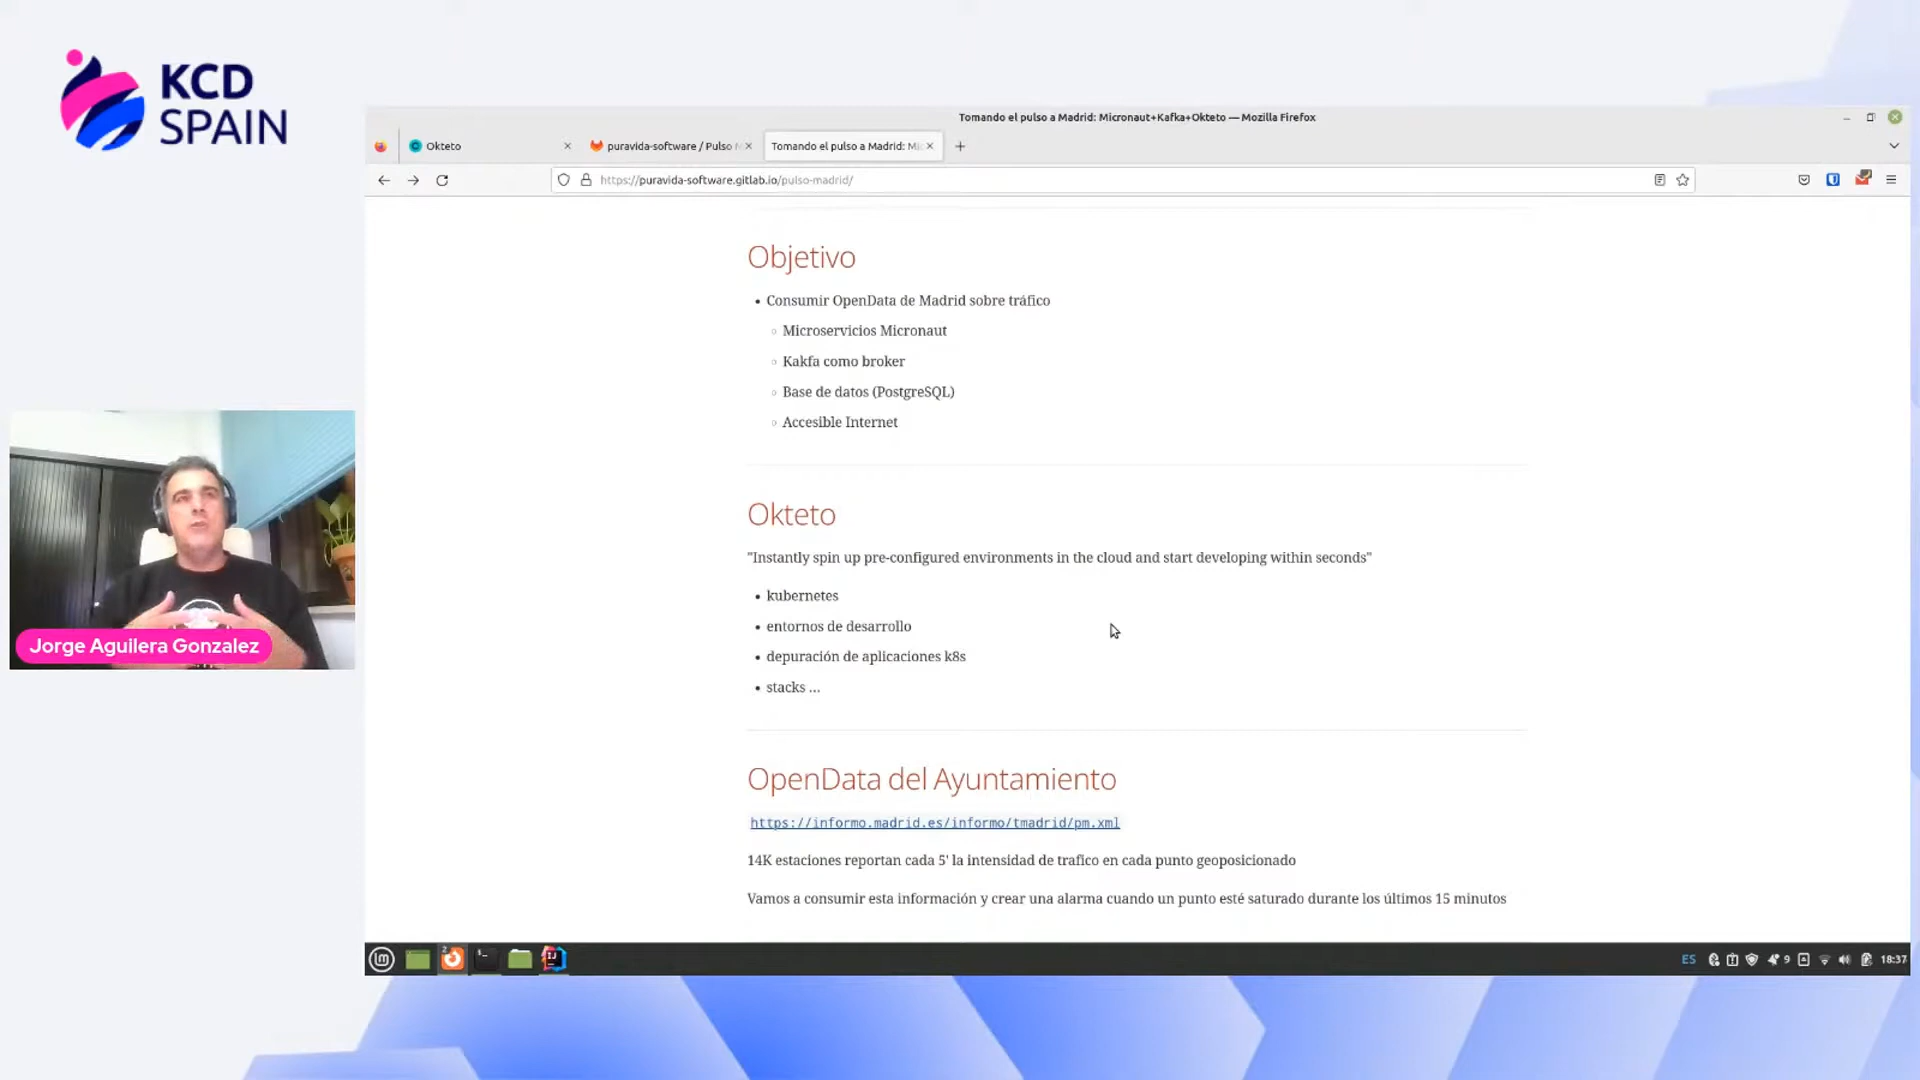 KCD
SPAIN
Tomando el pulso a Madrid: Micronaut+Kafka+Okteto — Mozilla Firefox
Okteto
puravida-software / Pulso
Tomando el pulso a Madrid: Mi
https://puravida-software.gitlab.io/pulso-madrid/
Objetivo
• Consumir OpenData de Madrid sobre tráfico
◦ Microservicios Micronaut
◦ Kakfa como broker
◦ Base de datos (PostgreSQL)
◦ Accesible Internet
Okteto
"Instantly spin up pre-configured environments in the cloud and start developing within seconds"
• kubernetes
• entornos de desarrollo
• depuración de aplicaciones k8s
• stacks ...
OpenData del Ayuntamiento
https://informo.madrid.es/informo/tmadrid/pm.xml
14K estaciones reportan cada 5' la intensidad de trafico en cada punto geoposicionado
Vamos a consumir esta información y crear una alarma cuando un punto esté saturado durante los últimos 15 minutos
Jorge Aguilera Gonzalez
2
IJ
ES
9
18:37